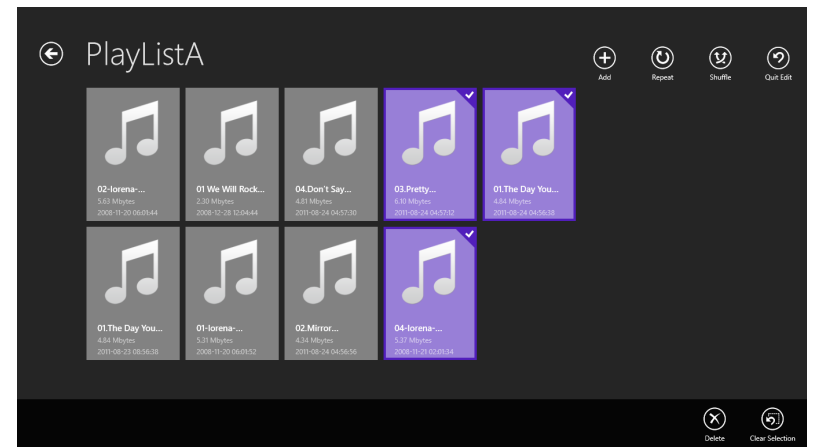 PlayListA
Add
Repeat
Shuffle
Quit Edit
02-lorena-...
5.63 Mbytes
2008-11-20 06:01:44
01 We Will Rock...
2.30 Mbytes
2008-12-28 12:04:44
04.Don't Say...
4.81 Mbytes
2011-08-24 04:57:30
03.Pretty...
6.10 Mbytes
2011-08-24 04:57:12
01.The Day You...
4.84 Mbytes
2011-08-24 04:56:38
01.The Day You...
4.84 Mbytes
2011-08-23 08:56:38
01-lorena-...
5.31 Mbytes
2008-11-20 06:01:52
02.Mirror...
4.34 Mbytes
2011-08-24 04:56:56
04-lorena-...
5.37 Mbytes
2008-11-21 02:01:34
Delete
Clear Selection